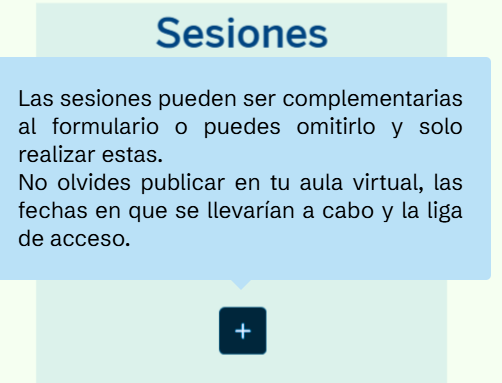 Sesiones
Las sesiones pueden ser complementarias
al formulario o puedes omitirlo y solo
realizar estas.
No olvides publicar en tu aula virtual, las
fechas en que se llevarían a cabo y la liga
de acceso.
+